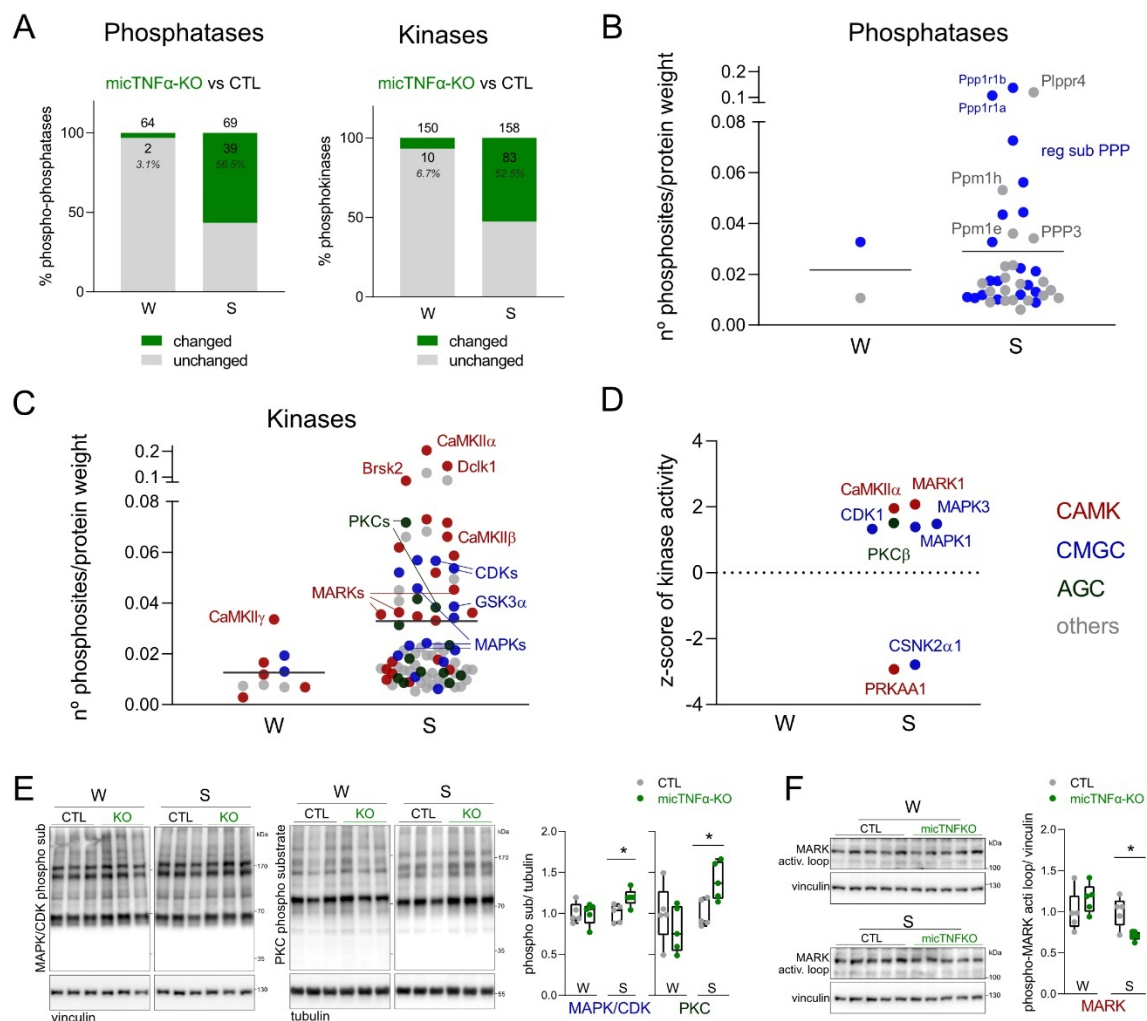 A
Phosphatases
micTNFα-KO vs CTL
% phospho-phosphatases
100
50
0
64
2
3.1%
69
39
56.5%
W
S
changed
unchanged
Kinases
micTNFα-KO vs CTL
% phosphokinases
100
50
0
150
10
6.7%
158
83
52.5%
W
S
changed
unchanged
B
Phosphatases
nº phosphosites/protein weight
0.2
0.1
0.08
0.06
0.04
0.02
0.00
Ppp1r1b
Ppp1r1a
Plppr4
reg sub PPP
Ppm1h
Ppm1e
PPP3
W
S
C
Kinases
nº phosphosites/protein weight
0.2
0.1
0.08
0.06
0.04
0.02
0.00
CaMKIIα
Brsk2
Dclk1
PKCs
CaMKIIβ
CDKs
MARKs
GSK3α
MAPKs
CaMKIIγ
W
S
D
z-score of kinase activity
4
2
0
-2
-4
CaMKIIα
MARK1
CDK1
MAPK3
PKCβ
MAPK1
CSNK2α1
PRKAA1
W
S
CAMK
CMGC
AGC
others
E
W
S
CTL
KO
CTL
KO
kDa
MAPK/CDK phospho sub
170
70
35
130
vinculin
W
S
CTL
KO
CTL
KO
kDa
PKC phospho substrate
173
70
35
55
tubulin
CTL
micTNFα-KO
phospho sub/ tubulin
2.0
1.5
1.0
0.5
0.0
*
*
W
S
W
S
MAPK/CDK
PKC
F
W
CTL
micTNFKO
kDa
MARK
activ. loop
100
vinculin
130
S
CTL
micTNFKO
kDa
MARK
activ. loop
100
vinculin
130
CTL
micTNFα-KO
phospho-MARK acti loop/ vinculin
2.0
1.5
1.0
0.5
0.0
*
W
S
MARK